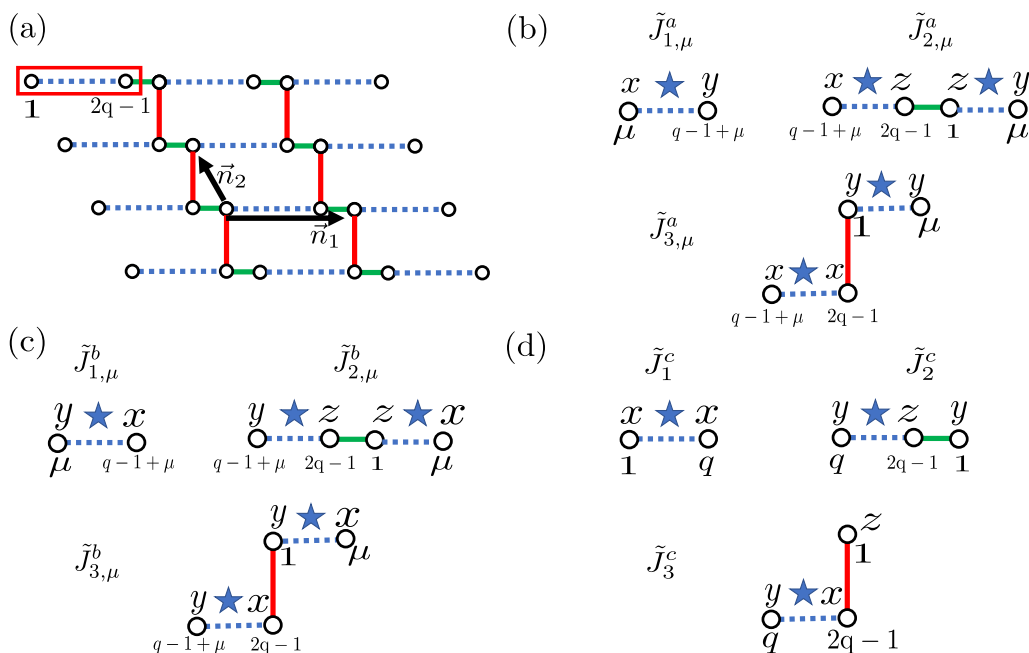 (a)
1
2q − 1
n⃗₂
n⃗₁
(b)
J̃ᵃ₁,μ
x y
μ
q − 1 + μ
J̃ᵃ₂,μ
x z z y
q − 1 + μ 2q − 1 1 μ
J̃ᵃ₃,μ
y y
1 μ
x x
q − 1 + μ 2q − 1
(c)
J̃ᵇ₁,μ
y x
μ q − 1 + μ
J̃ᵇ₂,μ
y z z x
q − 1 + μ 2q − 1 1 μ
J̃ᵇ₃,μ
y x
1 μ
y x
q − 1 + μ 2q − 1
(d)
J̃ᶜ₁
x x
1 q
J̃ᶜ₂
y z y
q 2q − 1 1
J̃ᶜ₃
z
1
y x
q 2q − 1